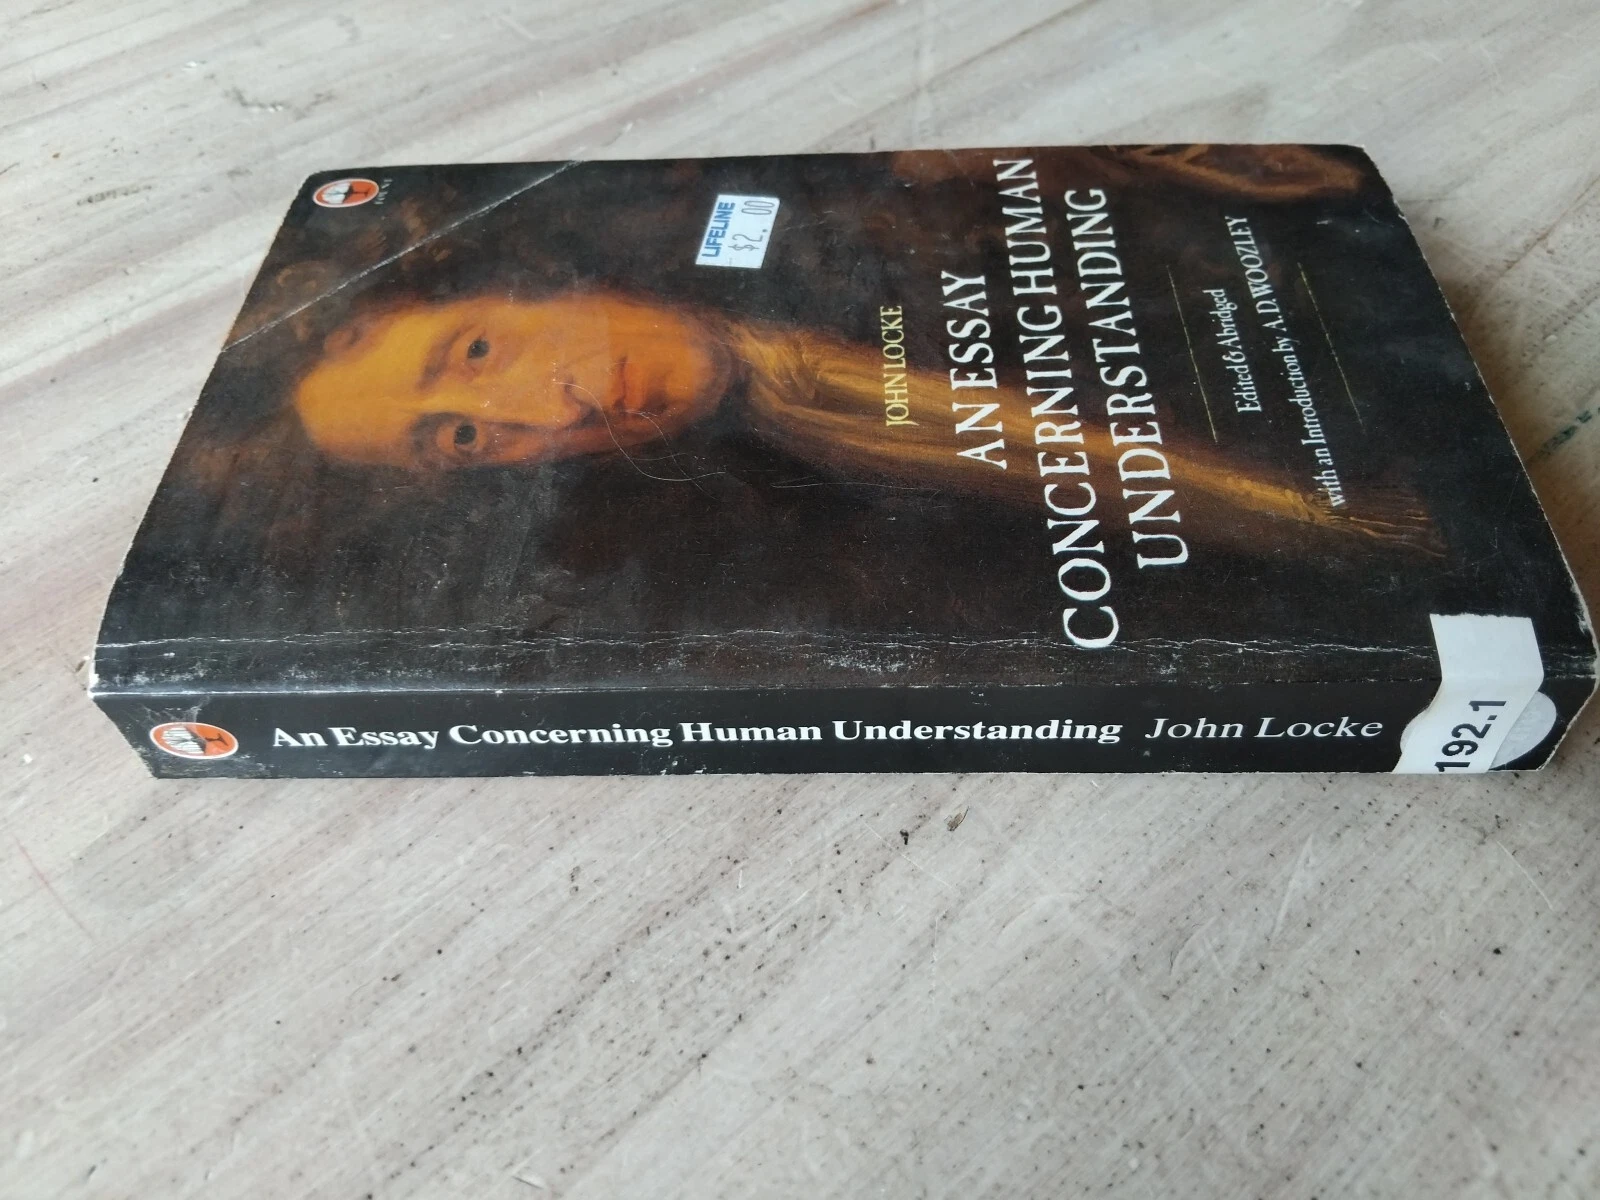 LIFELINE
$2.00
JOHN LOCKE
AN ESSAY
CONCERNING HUMAN
UNDERSTANDING
Edited & Abridged
with an Introduction by A.D. WOOZLEY
An Essay Concerning Human Understanding John Locke
192.1